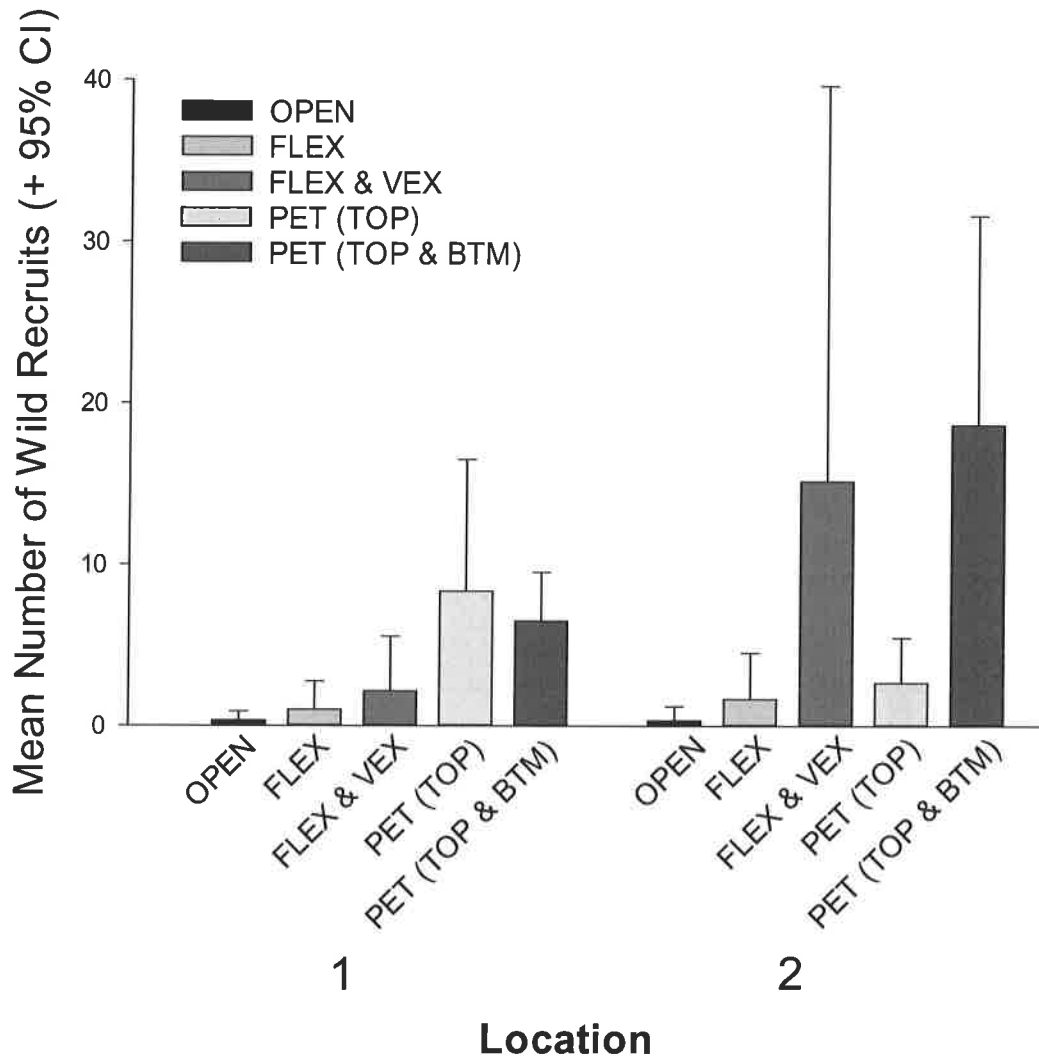 Mean Number of Wild Recruits (+ 95% CI)
40
30
20
10
0
OPEN
FLEX
FLEX & VEX
PET (TOP)
PET (TOP & BTM)
OPEN
FLEX
FLEX & VEX
PET (TOP)
PET (TOP & BTM)
OPEN
FLEX
FLEX & VEX
PET (TOP)
PET (TOP & BTM)
1
2
Location